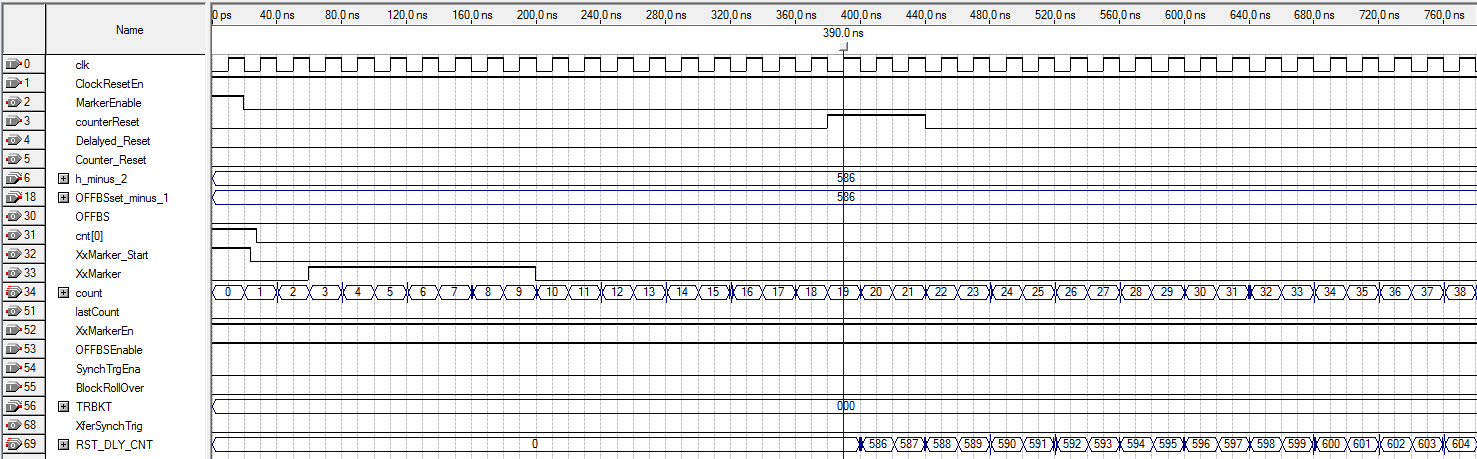 Name
0 ps 40.0 ns 80.0 ns 120.0 ns 160.0 ns 200.0 ns 240.0 ns 280.0 ns 320.0 ns 360.0 ns 400.0 ns 440.0 ns 480.0 ns 520.0 ns 560.0 ns 600.0 ns 640.0 ns 680.0 ns 720.0 ns 760.0 ns
390.0 ns
0 clk
1 ClockResetEn
2 MarkerEnable
3 counterReset
4 Delalyed_Reset
5 Counter_Reset
6 h_minus_2 586
18 OFFBSset_minus_1 586
30 OFFBS
31 cnt[0]
32 XxMarker_Start
33 XxMarker
34 count 0 1 2 3 4 5 6 7 8 9 10 11 12 13 14 15 16 17 18 19 20 21 22 23 24 25 26 27 28 29 30 31 32 33 34 35 36 37 38
51 lastCount
52 XxMarkerEn
53 OFFBSEnable
54 SynchTrgEna
55 BlockRollOver
56 TRBKT 000
68 XferSynchTrig
69 RST_DLY_CNT 0 586 587 588 589 590 591 592 593 594 595 596 597 598 599 600 601 602 603 604